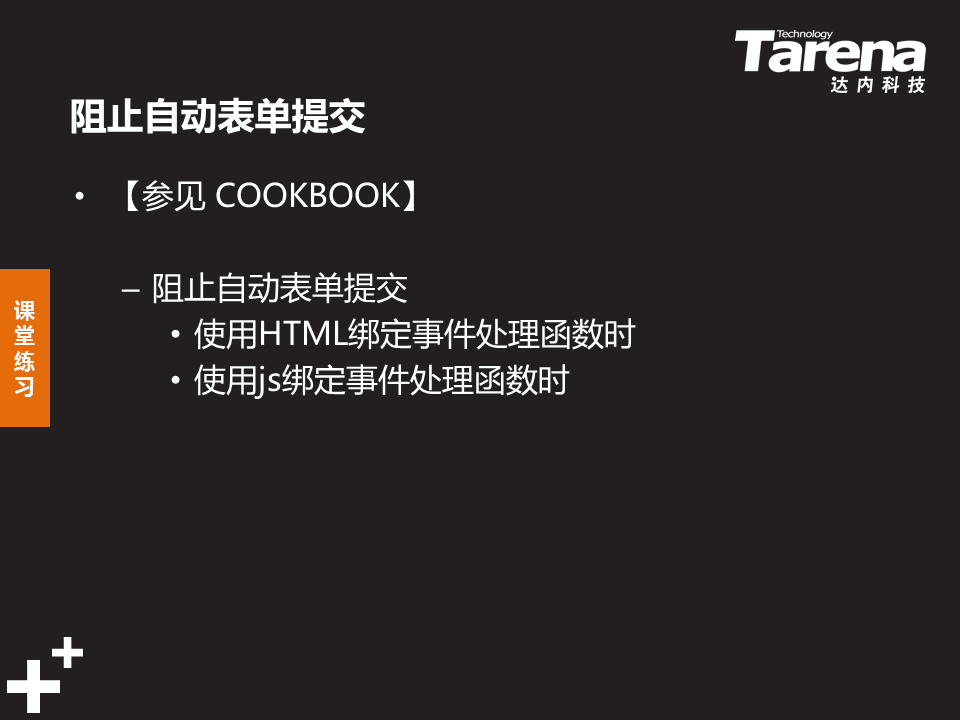 Technology
Tarena
达内科技
阻止自动表单提交
• 【参见 COOKBOOK】
– 阻止自动表单提交
• 使用HTML绑定事件处理函数时
• 使用js绑定事件处理函数时
课
堂
练
习